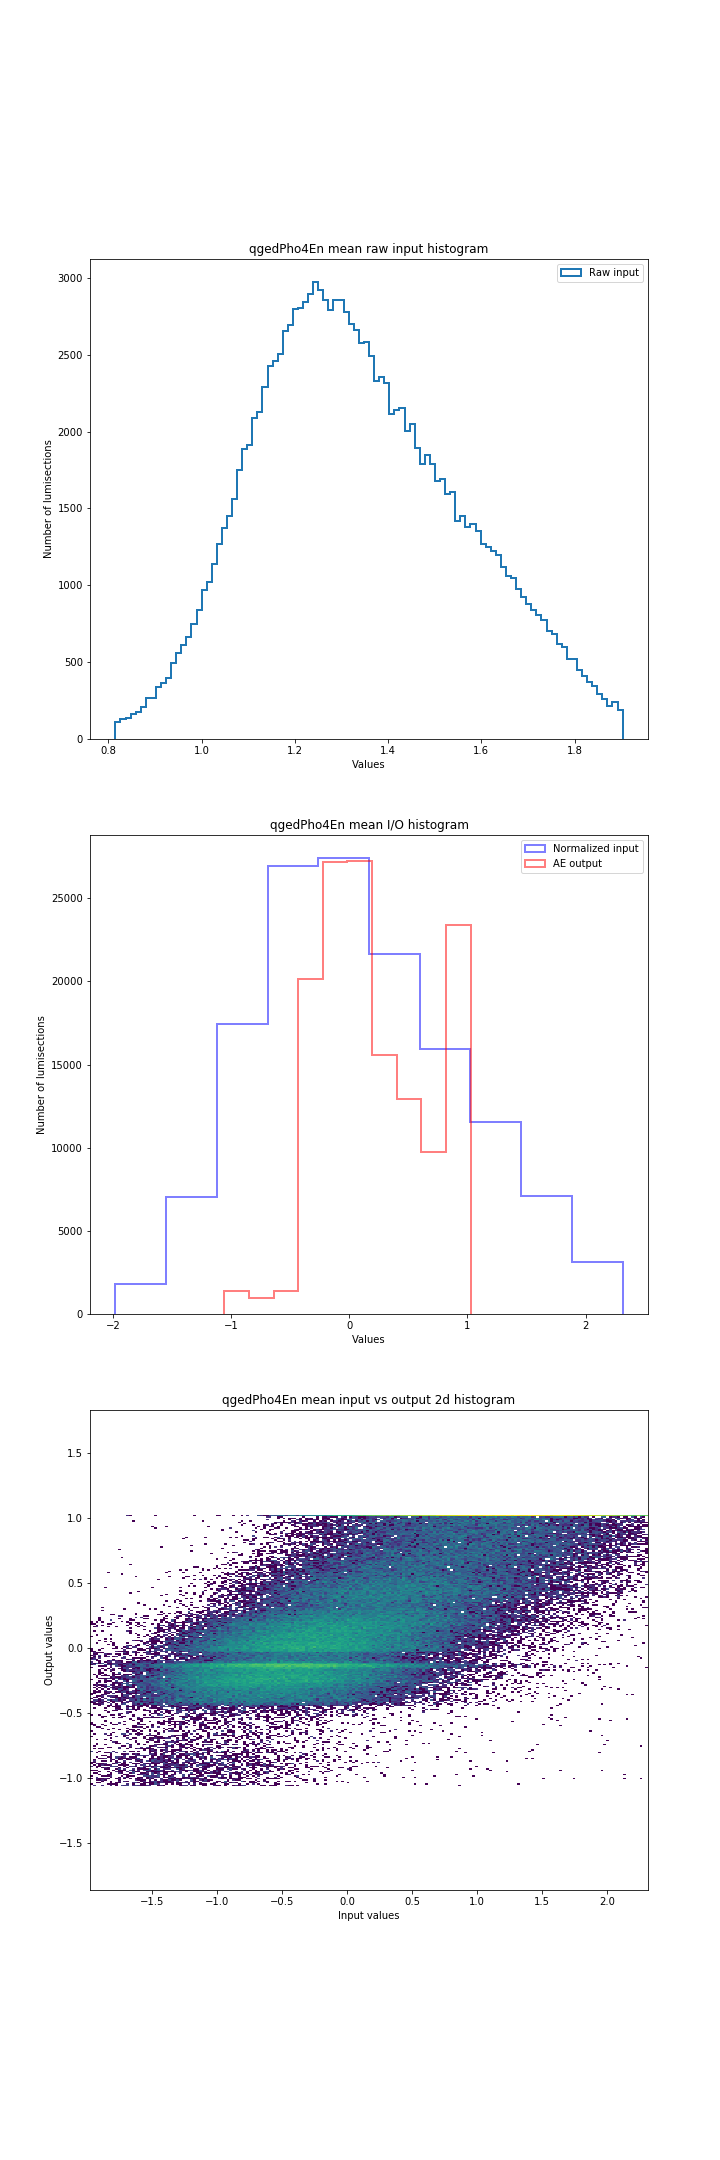 qgedPho4En mean raw input histogram
Raw input
3000
2500
2000
1500
1000
500
0
Number of lumisections
0.8 1.0 1.2 1.4 1.6 1.8
Values
qgedPho4En mean I/O histogram
Normalized input
AE output
25000
20000
15000
10000
5000
0
Number of lumisections
−2 −1 0 1 2
Values
qgedPho4En mean input vs output 2d histogram
1.5
1.0
0.5
0.0
−0.5
−1.0
−1.5
Output values
−1.5 −1.0 −0.5 0.0 0.5 1.0 1.5 2.0
Input values